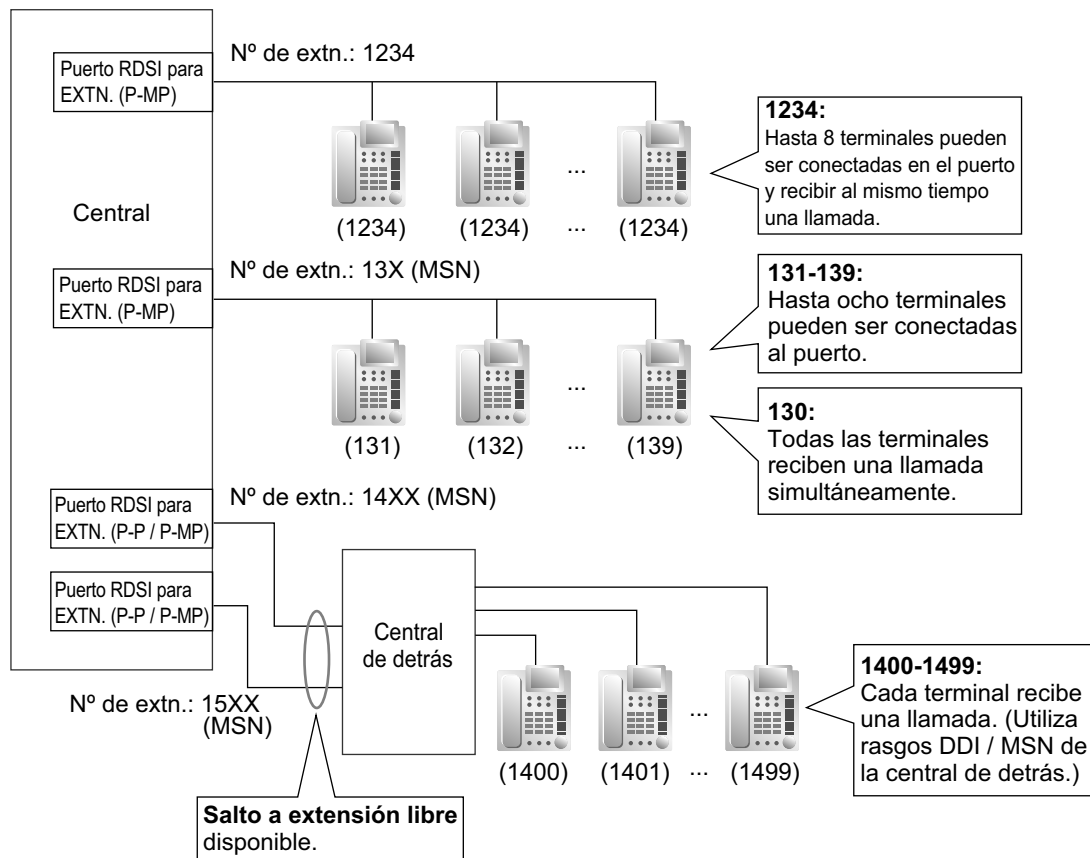 Puerto RDSI para
EXTN. (P-MP)
Nº de extn.: 1234
Central
(1234)
(1234)
...
...
(1234)
1234:
Hasta 8 terminales pueden
ser conectadas en el puerto
y recibir al mismo tiempo
una llamada.
Puerto RDSI para
EXTN. (P-MP)
Nº de extn.: 13X (MSN)
(131)
(132)
...
...
(139)
131-139:
Hasta ocho terminales
pueden ser conectadas
al puerto.
130:
Todas las terminales
reciben una llamada
simultáneamente.
Puerto RDSI para
EXTN. (P-P / P-MP)
Nº de extn.: 14XX (MSN)
Puerto RDSI para
EXTN. (P-P / P-MP)
Nº de extn.: 15XX
(MSN)
Central
de detrás
(1400)
(1401)
...
...
(1499)
1400-1499:
Cada terminal recibe
una llamada. (Utiliza
rasgos DDI / MSN de
la central de detrás.)
Salto a extensión libre
disponible.